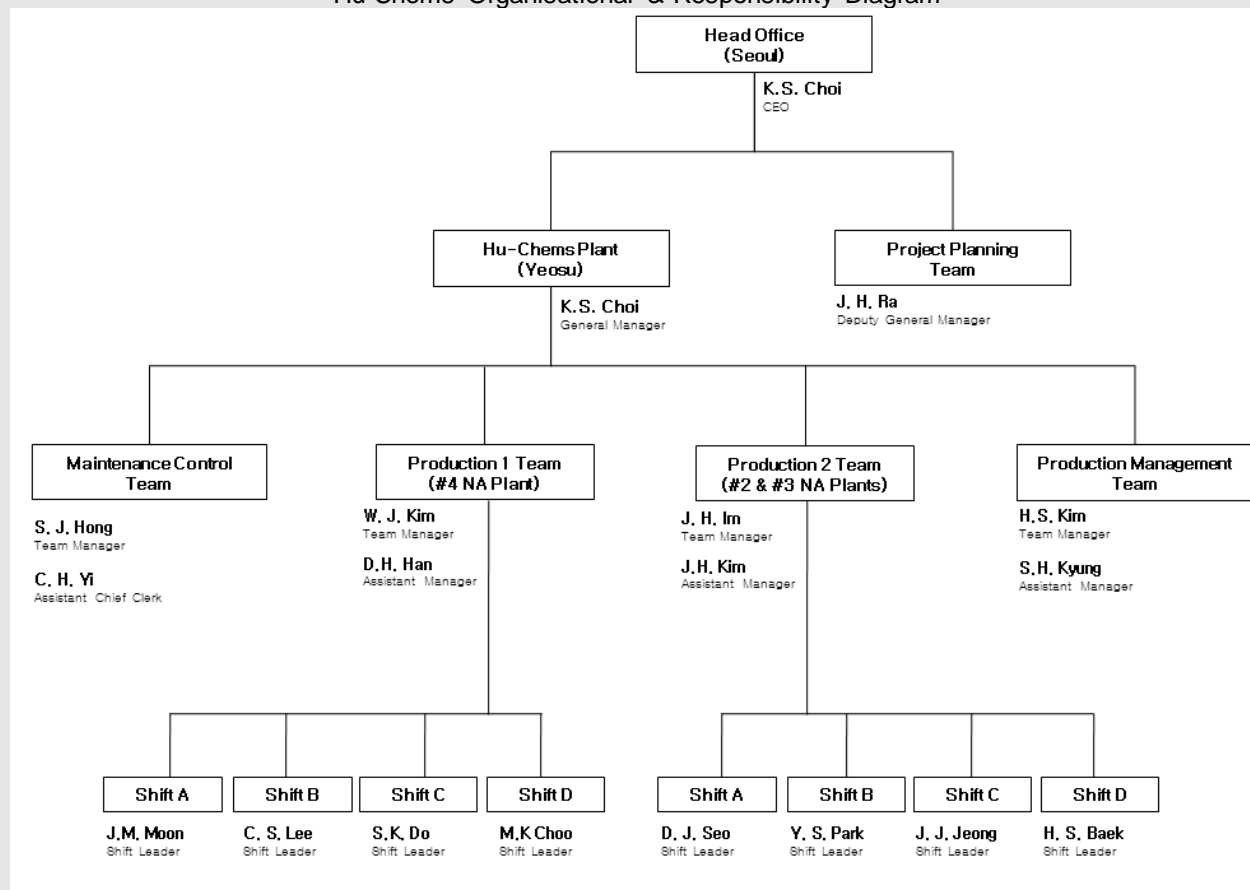 Hu-Chems Organisational & Responsibility Diagram
Head Office
(Seoul)
K.S. Choi
CEO
Hu-Chems Plant
(Yeosu)
K.S. Choi
General Manager
Project Planning
Team
J. H. Ra
Deputy General Manager
Maintenance Control
Team
S. J. Hong
Team Manager
C. H. Yi
Assistant Chief Clerk
Production 1 Team
(#4 NA Plant)
W. J. Kim
Team Manager
D.H. Han
Assistant Manager
Production 2 Team
(#2 & #3 NA Plants)
J. H. Im
Team Manager
J.H. Kim
Assistant Manager
Production Management
Team
H.S. Kim
Team Manager
S.H. Kyung
Assistant Manager
Shift A
J.M. Moon
Shift Leader
Shift B
C. S. Lee
Shift Leader
Shift C
S.K. Do
Shift Leader
Shift D
M.K Choo
Shift Leader
Shift A
D. J. Seo
Shift Leader
Shift B
Y. S. Park
Shift Leader
Shift C
J. J. Jeong
Shift Leader
Shift D
H. S. Baek
Shift Leader